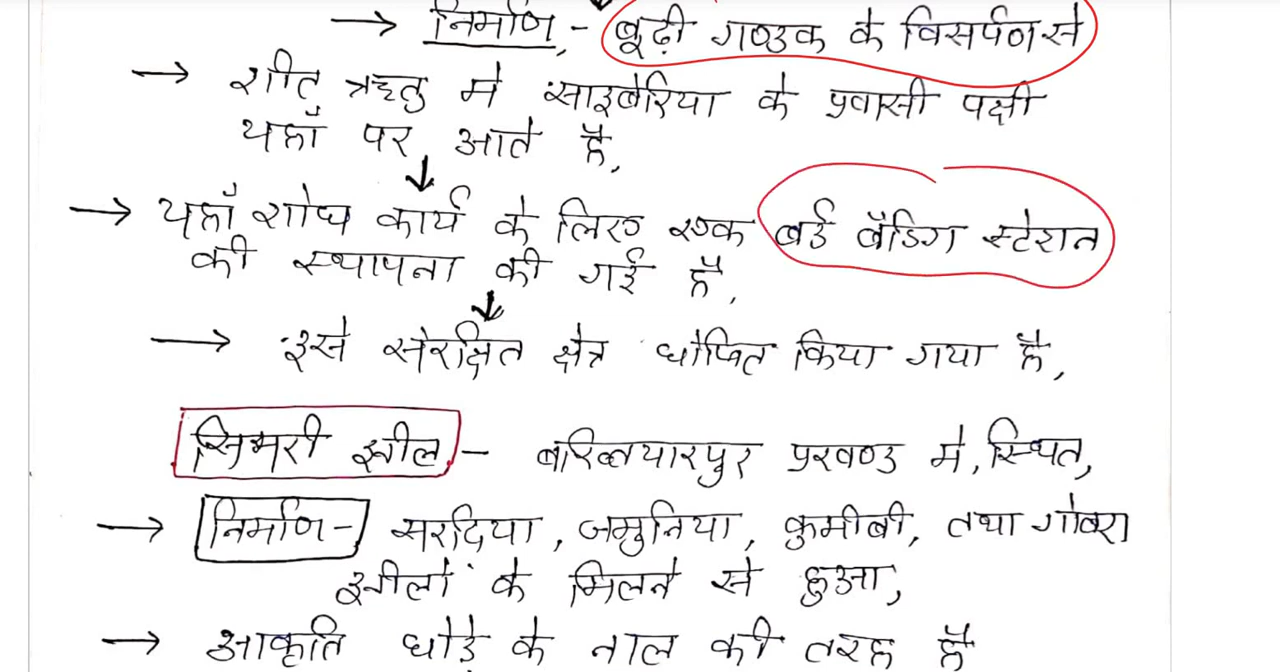 → निर्माण,- बूढ़ी गण्डक के विसर्पण से
→ शीत ऋतु मे साइबेरिया के प्रवासी पक्षी
यहाँ पर आते है,
→ यहाँ शोध कार्य के लिए एक बर्ड बॅडिंग स्टेशन
की स्थापना की गई है,
→ इसे संरक्षित क्षेत्र घोषित किया गया है,
सिमरी झील - बख्तियारपुर प्रखण्ड मे, स्थित,
→ निर्माण- सरदिया, जमुनिया, कुमीबी, तथा गोबरा
झीलों के मिलने से हुआ,
→ आकृति घोड़े के नाल की तरह है